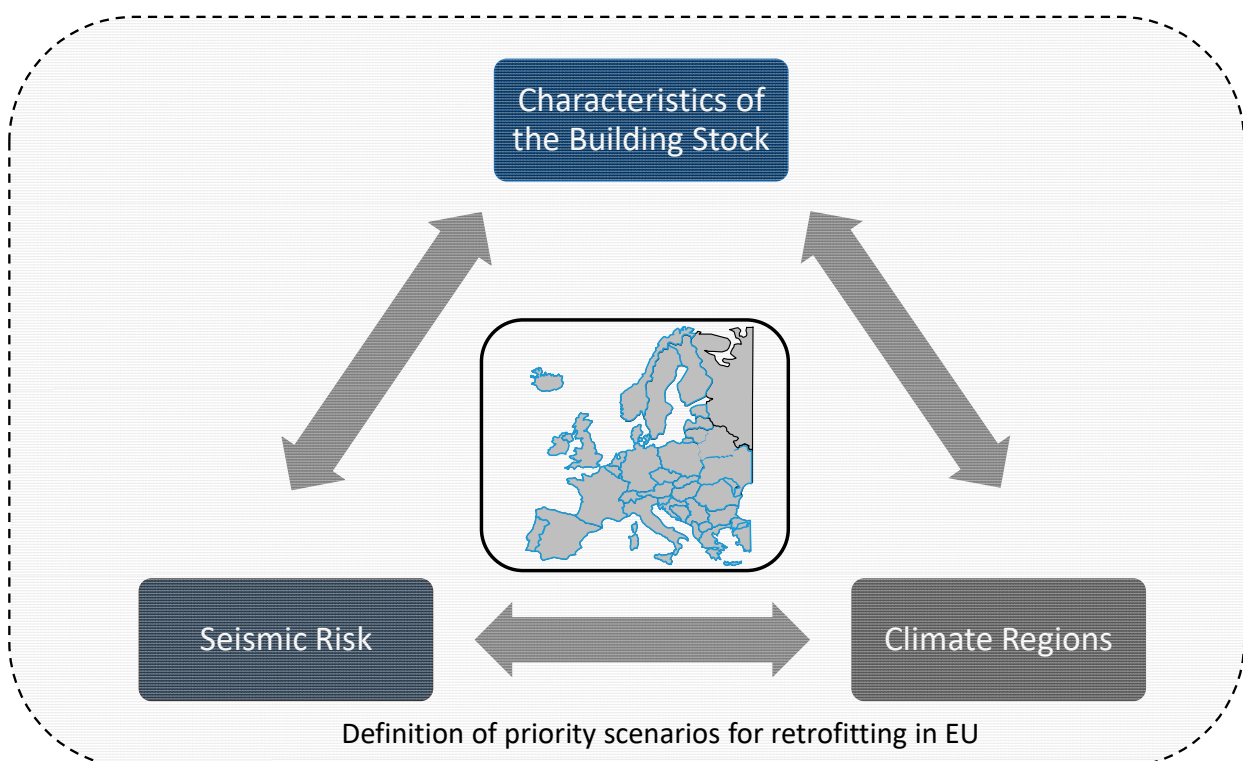 Characteristics of
the Building Stock
Seismic Risk
Climate Regions
Definition of priority scenarios for retrofitting in EU